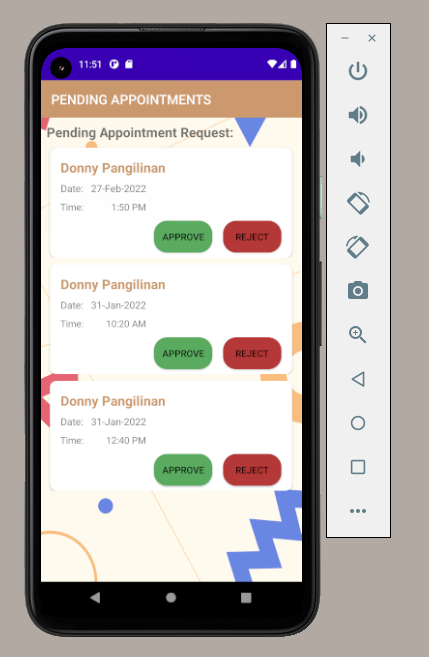 11:51
PENDING APPOINTMENTS
Pending Appointment Request:
Donny Pangilinan
Date: 27-Feb-2022
Time: 1:50 PM
APPROVE REJECT
Donny Pangilinan
Date: 31-Jan-2022
Time: 10:20 AM
APPROVE REJECT
Donny Pangilinan
Date: 31-Jan-2022
Time: 12:40 PM
APPROVE REJECT